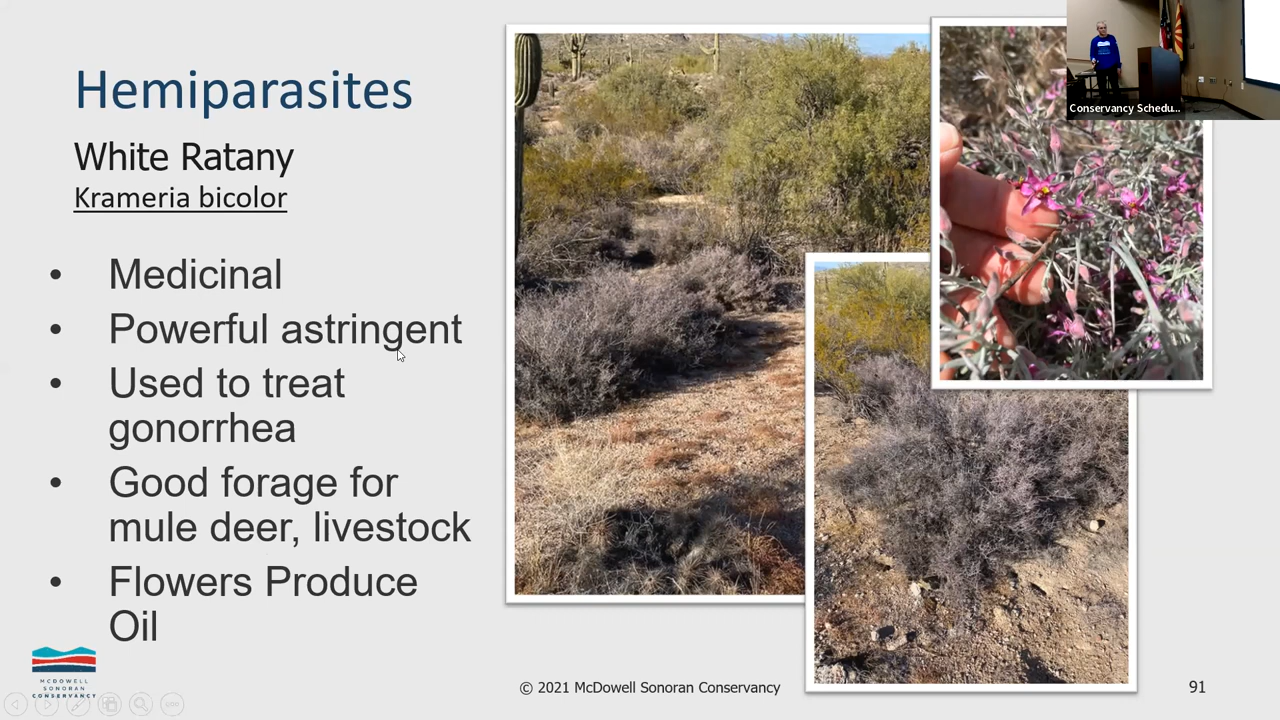 Hemiparasites
White Ratany
Krameria bicolor
• Medicinal
• Powerful astringent
• Used to treat
gonorrhea
• Good forage for
mule deer, livestock
• Flowers Produce
Oil
MCDOWELL
SONORAN
CONSERVANCY
© 2021 McDowell Sonoran Conservancy
91
Conservancy Schedu...